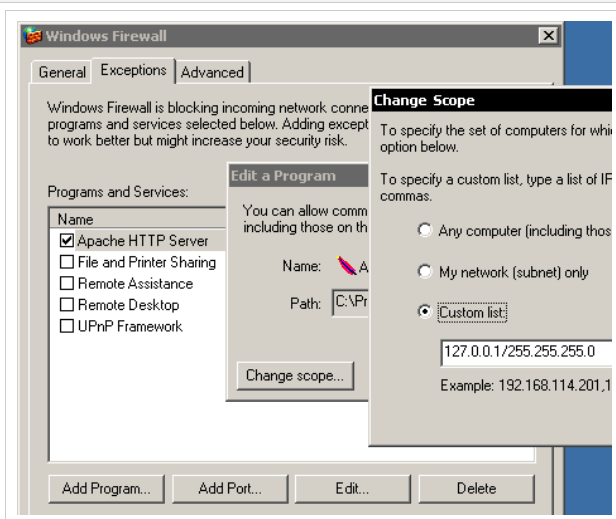 Windows Firewall
General Exceptions Advanced
Windows Firewall is blocking incoming network conne
programs and services selected below. Adding except
to work better but might increase your security risk.
Programs and Services:
Name
Apache HTTP Server
File and Printer Sharing
Remote Assistance
Remote Desktop
UPnP Framework
Add Program... Add Port... Edit... Delete
Edit a Program
You can allow comm
including those on th
Name: A
Path: C:\Pr
Change scope...
Change Scope
To specify the set of computers for whi
option below.
To specify a custom list, type a list of IF
commas.
Any computer (including thos
My network (subnet) only
Custom list:
127.0.0.1/255.255.255.0
Example: 192.168.114.201,1